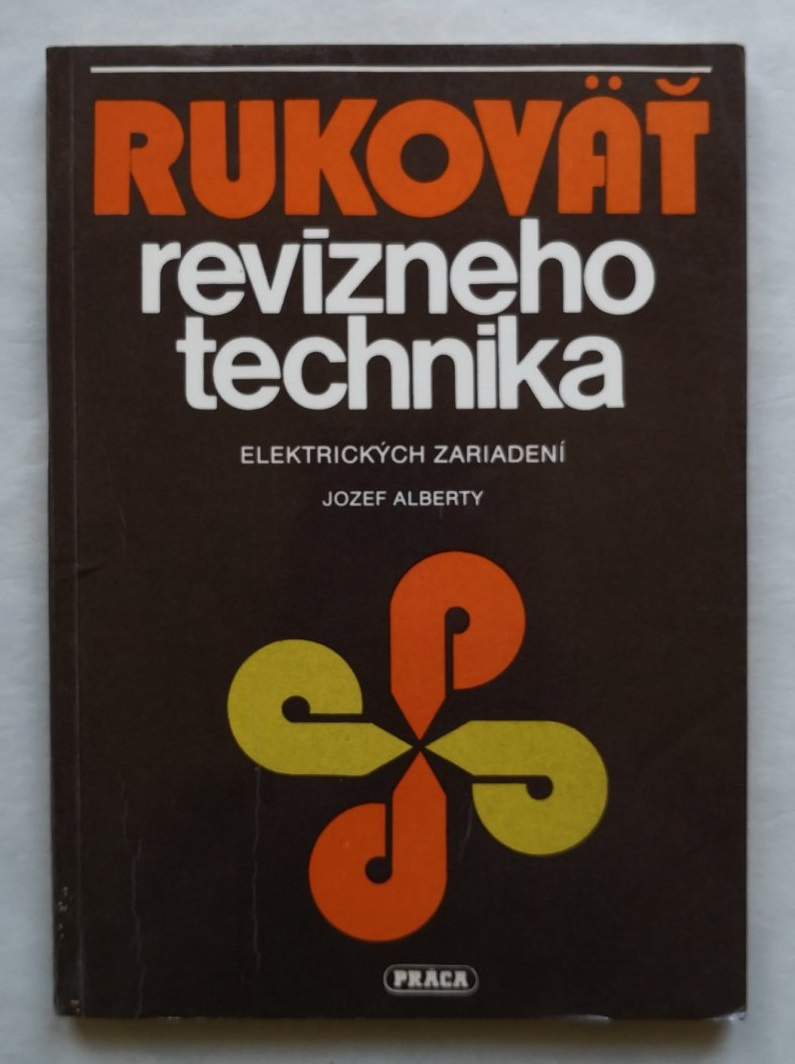 RUKOVÄŤ
revízneho
technika
ELEKTRICKÝCH ZARIADENÍ
JOZEF ALBERTY
PRÁCA